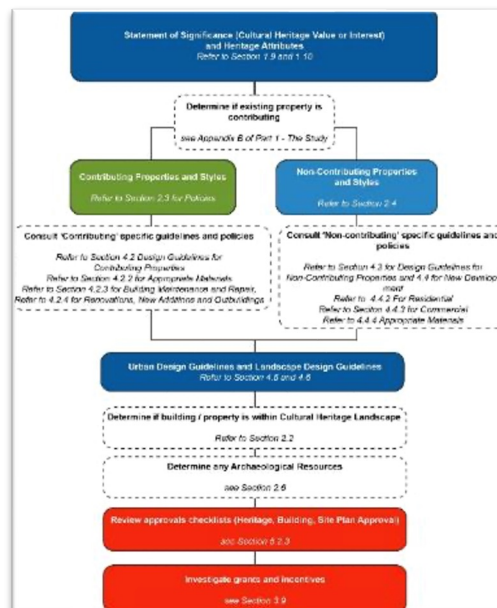 Statement of Significance (Cultural Heritage Value or Interest)
and Heritage Attributes
Refer to Section 1.9 and 1.10
Determine if existing property is
contributing
see Appendix B of Part 1 - The Study
Contributing Properties and Styles
Refer to Section 2.3 for Policies
Non-Contributing Properties
and Styles
Refer to Section 2.4
Consult 'Contributing' specific guidelines and policies
Refer to Section 4.2 Design Guidelines for
Contributing Properties
Refer to Section 4.2.2 for Appropriate Materials
Refer to Section 4.2.3 for Building Maintenance and Repair,
Refer to 4.2.4 for Renovations, New Additions and Outbuildings
Consult 'Non-contributing' specific guidelines and
policies
Refer to Section 4.3 for Design Guidelines for
Non-Contributing Properties and 4.4 for New Develop
ment
Refer to 4.4.2 For Residential
Refer to Section 4.4.3 for Commercial
Refer to 4.4.4 Appropriate Materials
Urban Design Guidelines and Landscape Design Guidelines
Refer to Section 4.5 and 4.6
Determine if building / property is within Cultural Heritage Landscape
Refer to Section 2.2
Determine any Archaeological Resources
see Section 2.6
Review approvals checklists (Heritage, Building, Site Plan Approval)
see Section 5.2.3
Investigate grants and incentives
see Section 3.9